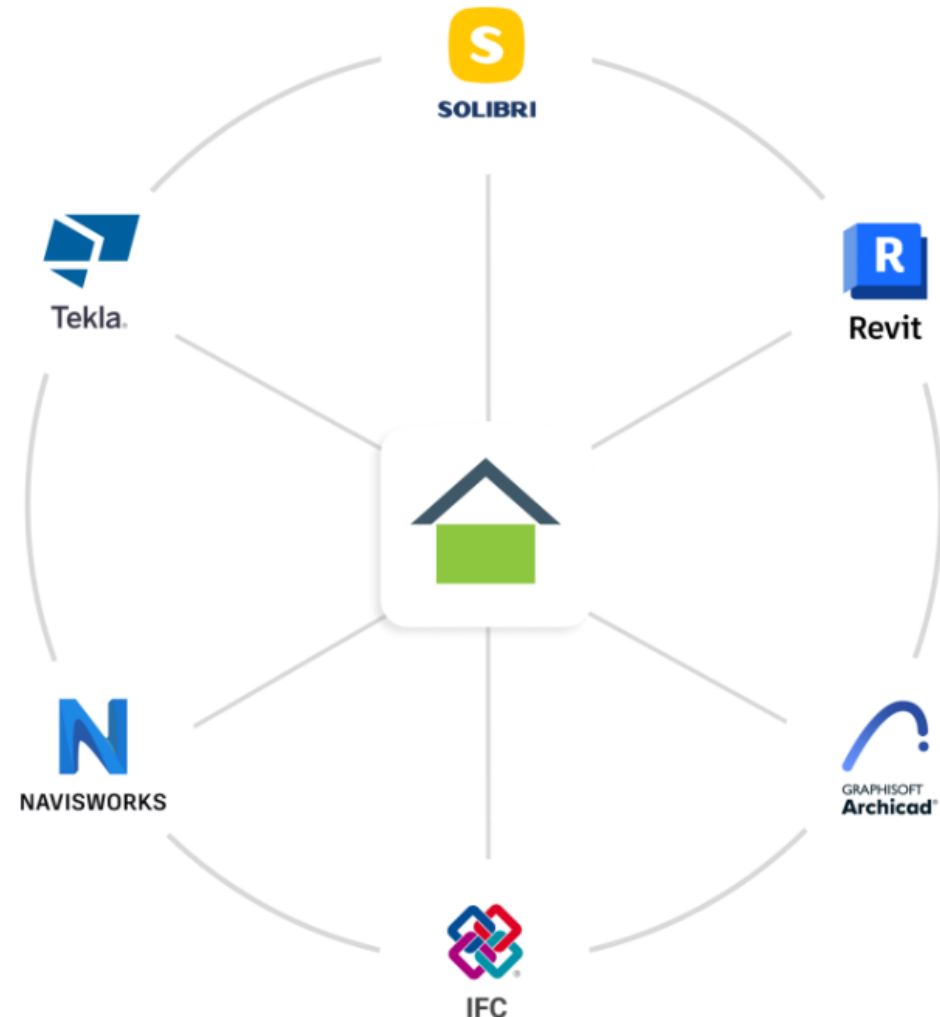 S
SOLIBRI
Tekla®
R
Revit
N
NAVISWORKS
GRAPHISOFT
Archicad®
®
IFC